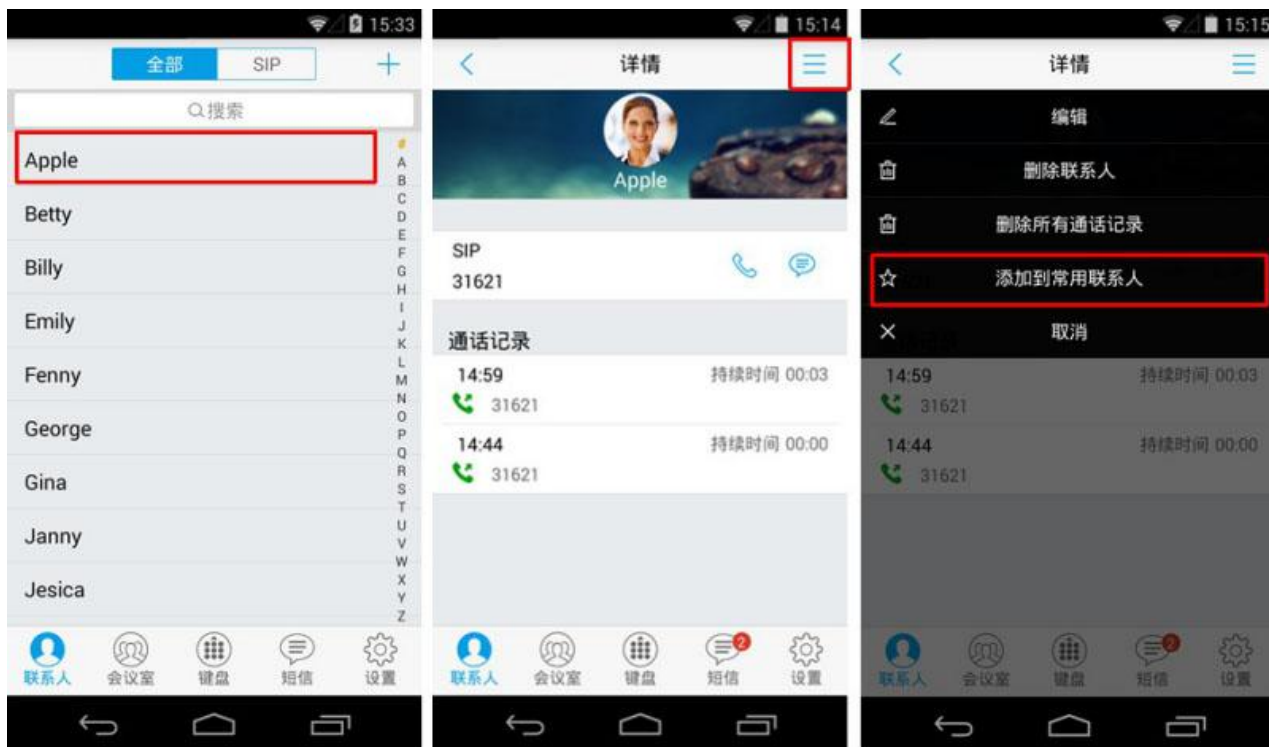 15:33
全部 SIP
搜索
Apple
Betty
Billy
Emily
Fenny
George
Gina
Janny
Jesica
#
A
B
C
D
E
F
G
H
I
J
K
L
M
N
O
P
Q
R
S
T
U
V
W
X
Y
Z
联系人 会议室 键盘 短信 设置
15:14
详情
Apple
SIP
31621
通话记录
14:59 持续时间 00:03
31621
14:44 持续时间 00:00
31621
2
联系人 会议室 键盘 短信 设置
15:15
详情
编辑
删除联系人
删除所有通话记录
添加到常用联系人
取消
14:59 持续时间 00:03
31621
14:44 持续时间 00:00
31621
2
联系人 会议室 键盘 短信 设置